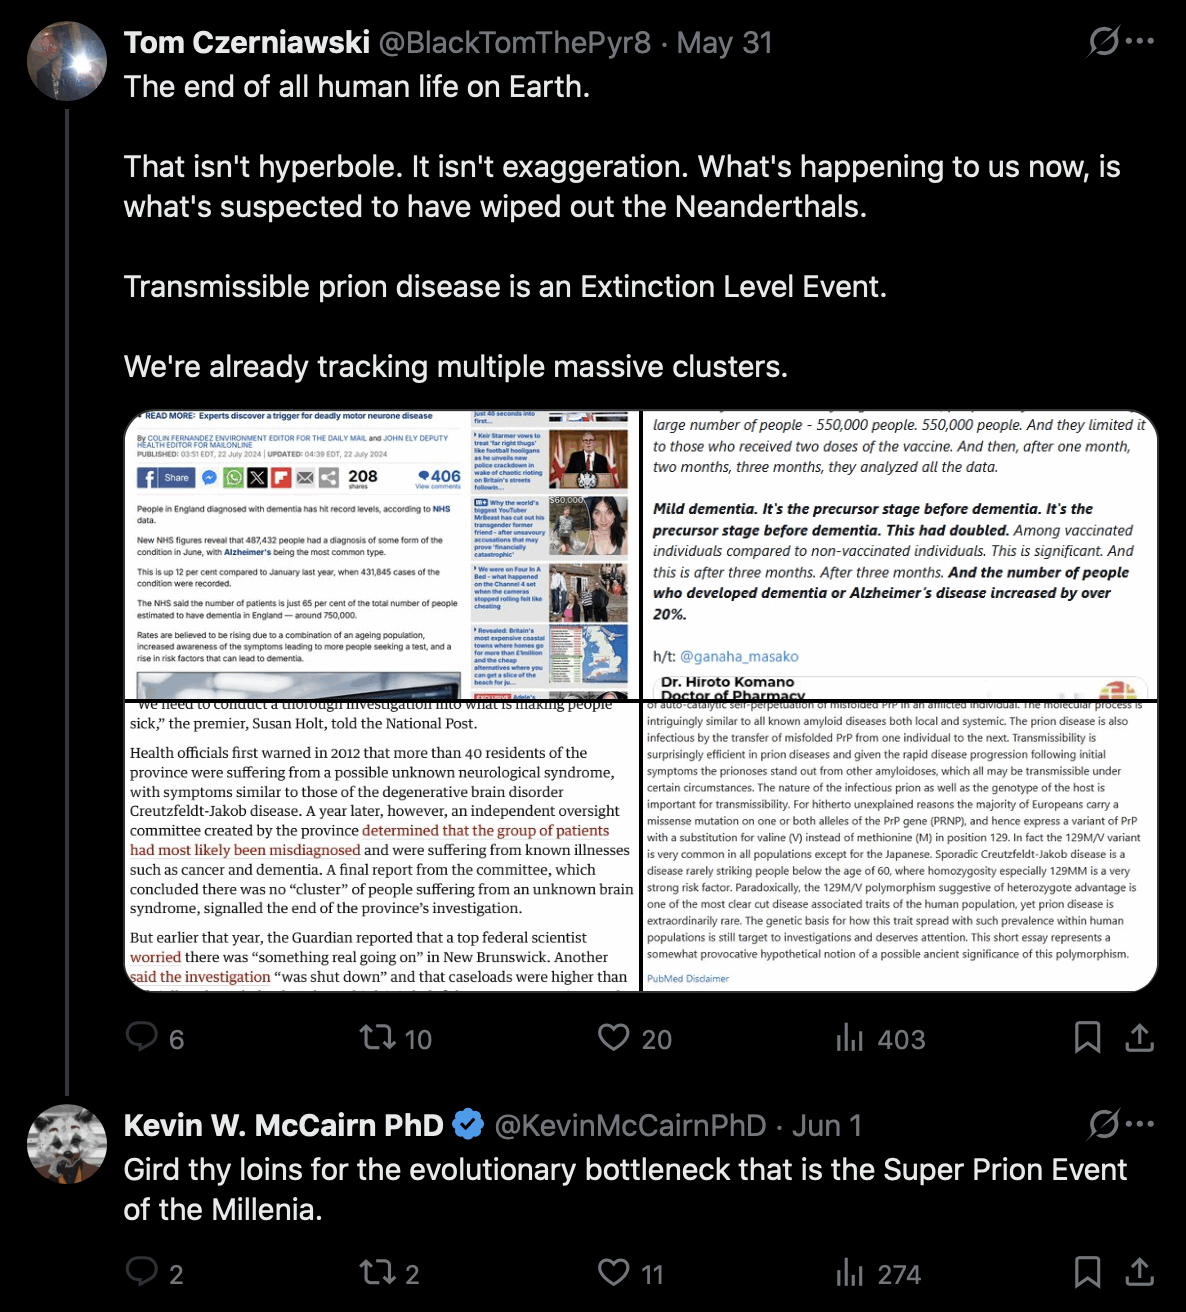 Tom Czerniawski @BlackTomThePyr8 · May 31
The end of all human life on Earth.
That isn't hyperbole. It isn't exaggeration. What's happening to us now, is
what's suspected to have wiped out the Neanderthals.
Transmissible prion disease is an Extinction Level Event.
We're already tracking multiple massive clusters.
READ MORE: Experts discover a trigger for deadly motor neurone disease
By COLIN FERNANDEZ ENVIRONMENT EDITOR FOR THE DAILY MAIL and JOHN ELY DEPUTY
HEALTH EDITOR FOR MAILONLINE
PUBLISHED: 03:51 EDT, 22 July 2024 | UPDATED: 04:39 EDT, 22 July 2024
Share
208
shares
406
View comments
People in England diagnosed with dementia has hit record levels, according to NHS
data.
New NHS figures reveal that 487,432 people had a diagnosis of some form of the
condition in June, with Alzheimer's being the most common type.
This is up 12 per cent compared to January last year, when 431,845 cases of the
condition were recorded.
The NHS said the number of patients is just 65 per cent of the total number of people
estimated to have dementia in England — around 750,000.
Rates are believed to be rising due to a combination of an ageing population,
increased awareness of the symptoms leading to more people seeking a test, and a
rise in risk factors that can lead to dementia.
just 45 seconds into
first...
Keir Starmer vows to
treat 'far right thugs'
like football hooligans
as he unveils new
police crackdown in
wake of chaotic rioting
on Britain's streets
followin...
Why the world's
biggest YouTuber
MrBeast has cut out his
transgender former
friend - after unsavoury
accusations that may
prove 'financially
catastrophic'
$60,000
We were on Four In A
Bed - what happened
on the Channel 4 set
when the cameras
stopped rolling felt like
cheating
Revealed: Britain's
most expensive coastal
towns where homes go
for more than £1million
and the cheap
alternatives where you
can get a slice of the
beach for ju...
EXCLUSIVE Adele's
large number of people - 550,000 people. 550,000 people. And they limited it
to those who received two doses of the vaccine. And then, after one month,
two months, three months, they analyzed all the data.
Mild dementia. It's the precursor stage before dementia. It's the
precursor stage before dementia. This had doubled. Among vaccinated
individuals compared to non-vaccinated individuals. This is significant. And
this is after three months. After three months. And the number of people
who developed dementia or Alzheimer's disease increased by over
20%.
h/t: @ganaha_masako
Dr. Hiroto Komano
Doctor of Pharmacy
"We need to conduct a thorough investigation into what is making people
sick,” the premier, Susan Holt, told the National Post.
Health officials first warned in 2012 that more than 40 residents of the
province were suffering from a possible unknown neurological syndrome,
with symptoms similar to those of the degenerative brain disorder
Creutzfeldt-Jakob disease. A year later, however, an independent oversight
committee created by the province determined that the group of patients
had most likely been misdiagnosed and were suffering from known illnesses
such as cancer and dementia. A final report from the committee, which
concluded there was no “cluster” of people suffering from an unknown brain
syndrome, signalled the end of the province’s investigation.
But earlier that year, the Guardian reported that a top federal scientist
worried there was “something real going on” in New Brunswick. Another
said the investigation “was shut down” and that caseloads were higher than
of auto-catalytic self-perpetuation of misfolded PrP in an afflicted individual. The molecular process is
intriguingly similar to all known amyloid diseases both local and systemic. The prion disease is also
infectious by the transfer of misfolded PrP from one individual to the next. Transmissibility is
surprisingly efficient in prion diseases and given the rapid disease progression following initial
symptoms the prionoses stand out from other amyloidoses, which all may be transmissible under
certain circumstances. The nature of the infectious prion as well as the genotype of the host is
important for transmissibility. For hitherto unexplained reasons the majority of Europeans carry a
missense mutation on one or both alleles of the PrP gene (PRNP), and hence express a variant of PrP
with a substitution for valine (V) instead of methionine (M) in position 129. In fact the 129M/V variant
is very common in all populations except for the Japanese. Sporadic Creutzfeldt-Jakob disease is a
disease rarely striking people below the age of 60, where homozygosity especially 129MM is a very
strong risk factor. Paradoxically, the 129M/V polymorphism suggestive of heterozygote advantage is
one of the most clear cut disease associated traits of the human population, yet prion disease is
extraordinarily rare. The genetic basis for how this trait spread with such prevalence within human
populations is still target to investigations and deserves attention. This short essay represents a
somewhat provocative hypothetical notion of a possible ancient significance of this polymorphism.
PubMed Disclaimer
6 10 20 403
Kevin W. McCairn PhD @KevinMcCairnPhD · Jun 1
Gird thy loins for the evolutionary bottleneck that is the Super Prion Event
of the Millenia.
2 2 11 274